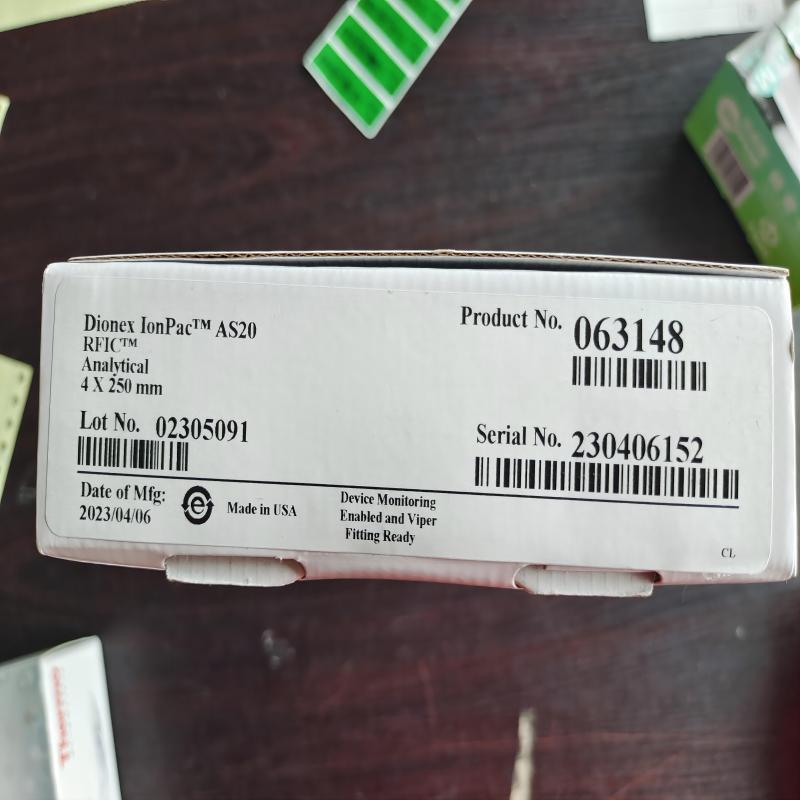 Dionex IonPac™ AS20
RFIC™
Analytical
4 X 250 mm
Product No. 063148
Lot No. 02305091
Serial No. 230406152
Date of Mfg:
2023/04/06
Made in USA
Device Monitoring
Enabled and Viper
Fitting Ready
CL